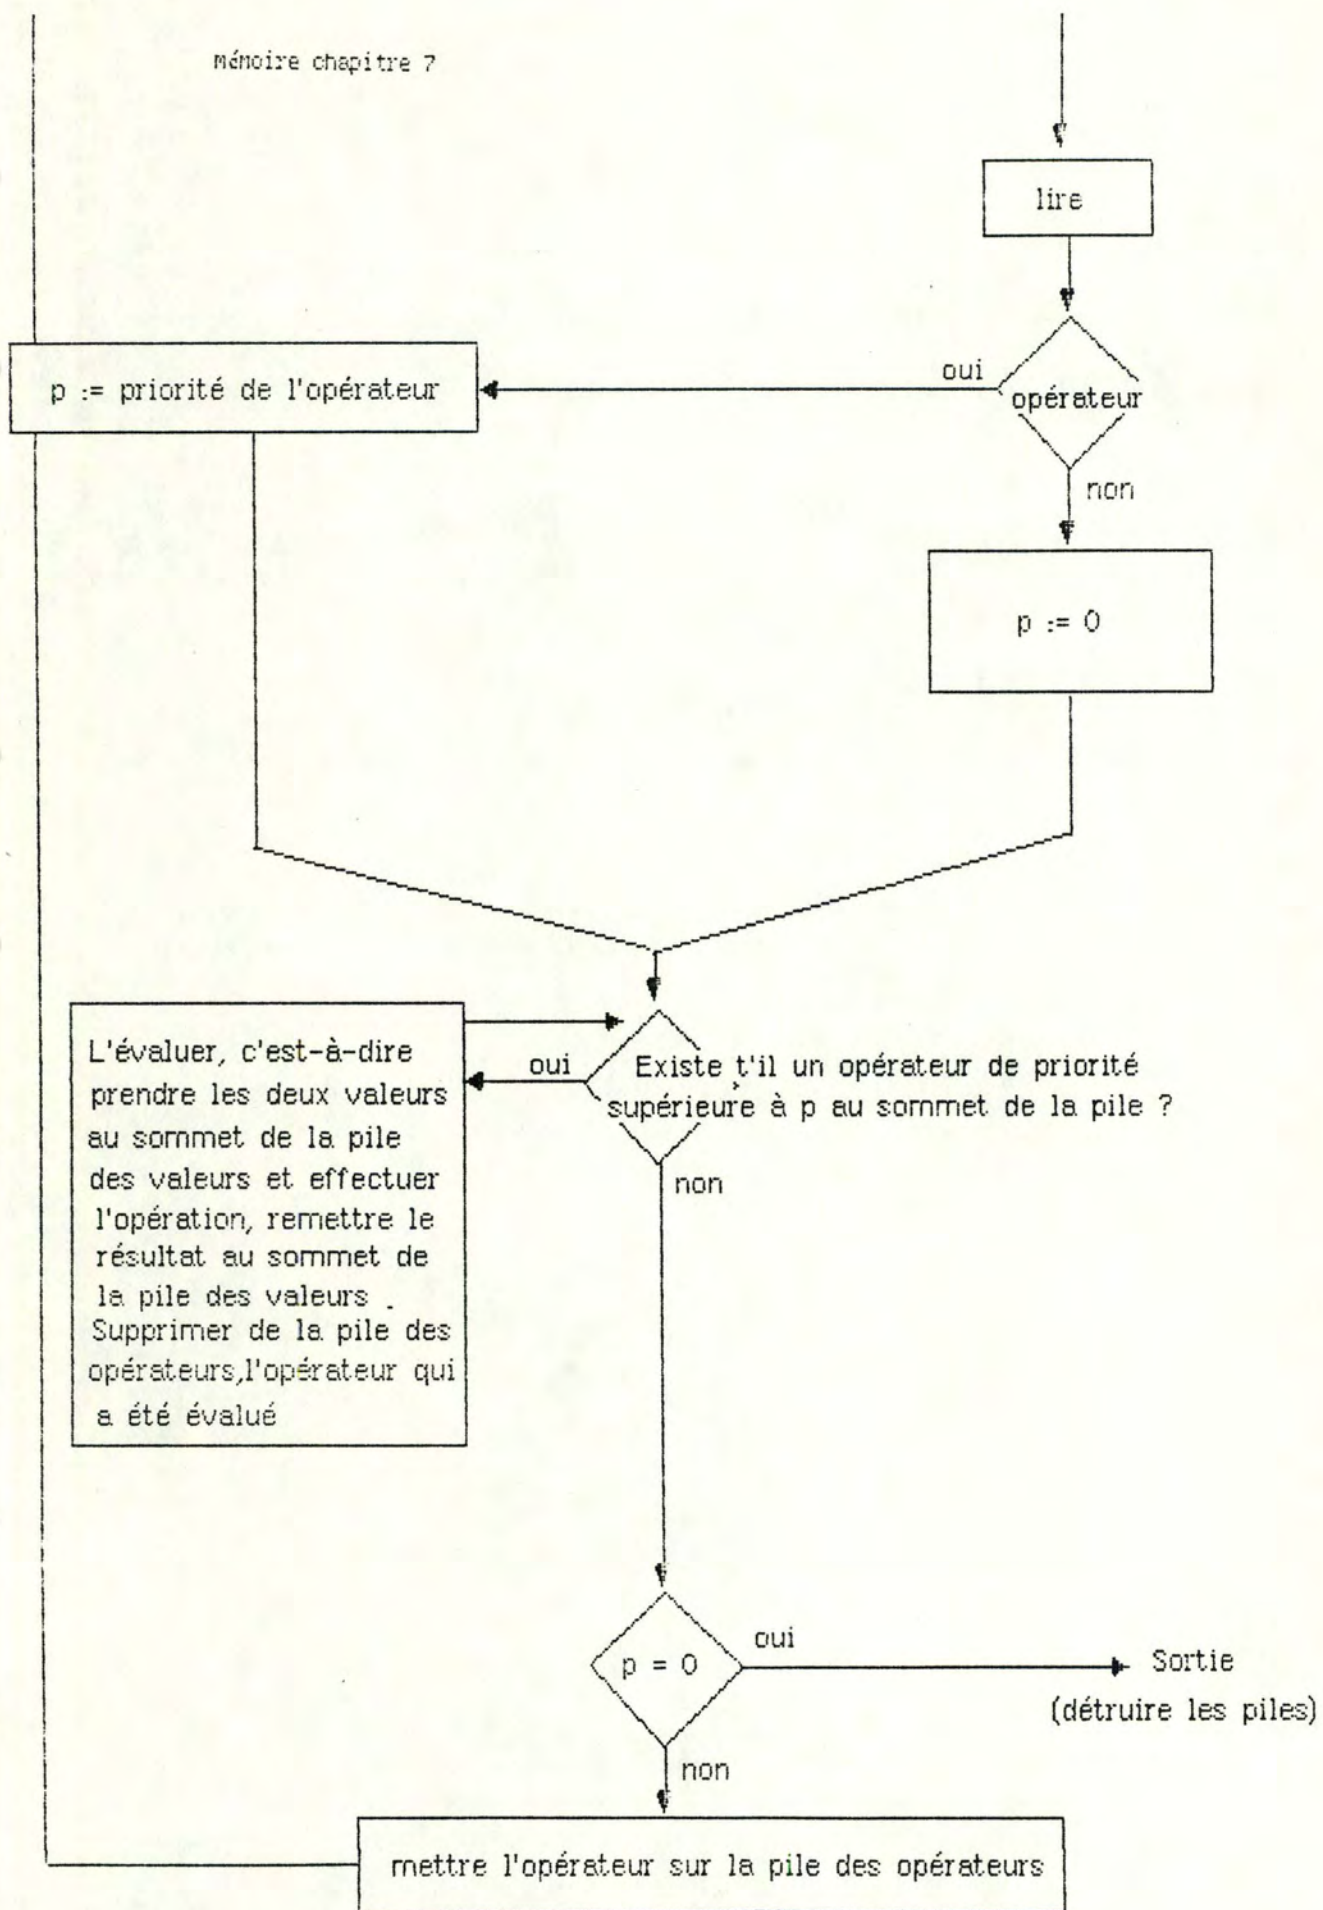 mémoire chapitre 7
lire
oui
opérateur
p := priorité de l'opérateur
non
p := 0
L'évaluer, c'est-à-dire
prendre les deux valeurs
au sommet de la pile
des valeurs et effectuer
l'opération, remettre le
résultat au sommet de
la pile des valeurs .
Supprimer de la pile des
opérateurs,l'opérateur qui
a été évalué
oui
Existe t'il un opérateur de priorité
supérieure à p au sommet de la pile ?
non
p = 0
oui
Sortie
(détruire les piles)
non
mettre l'opérateur sur la pile des opérateurs